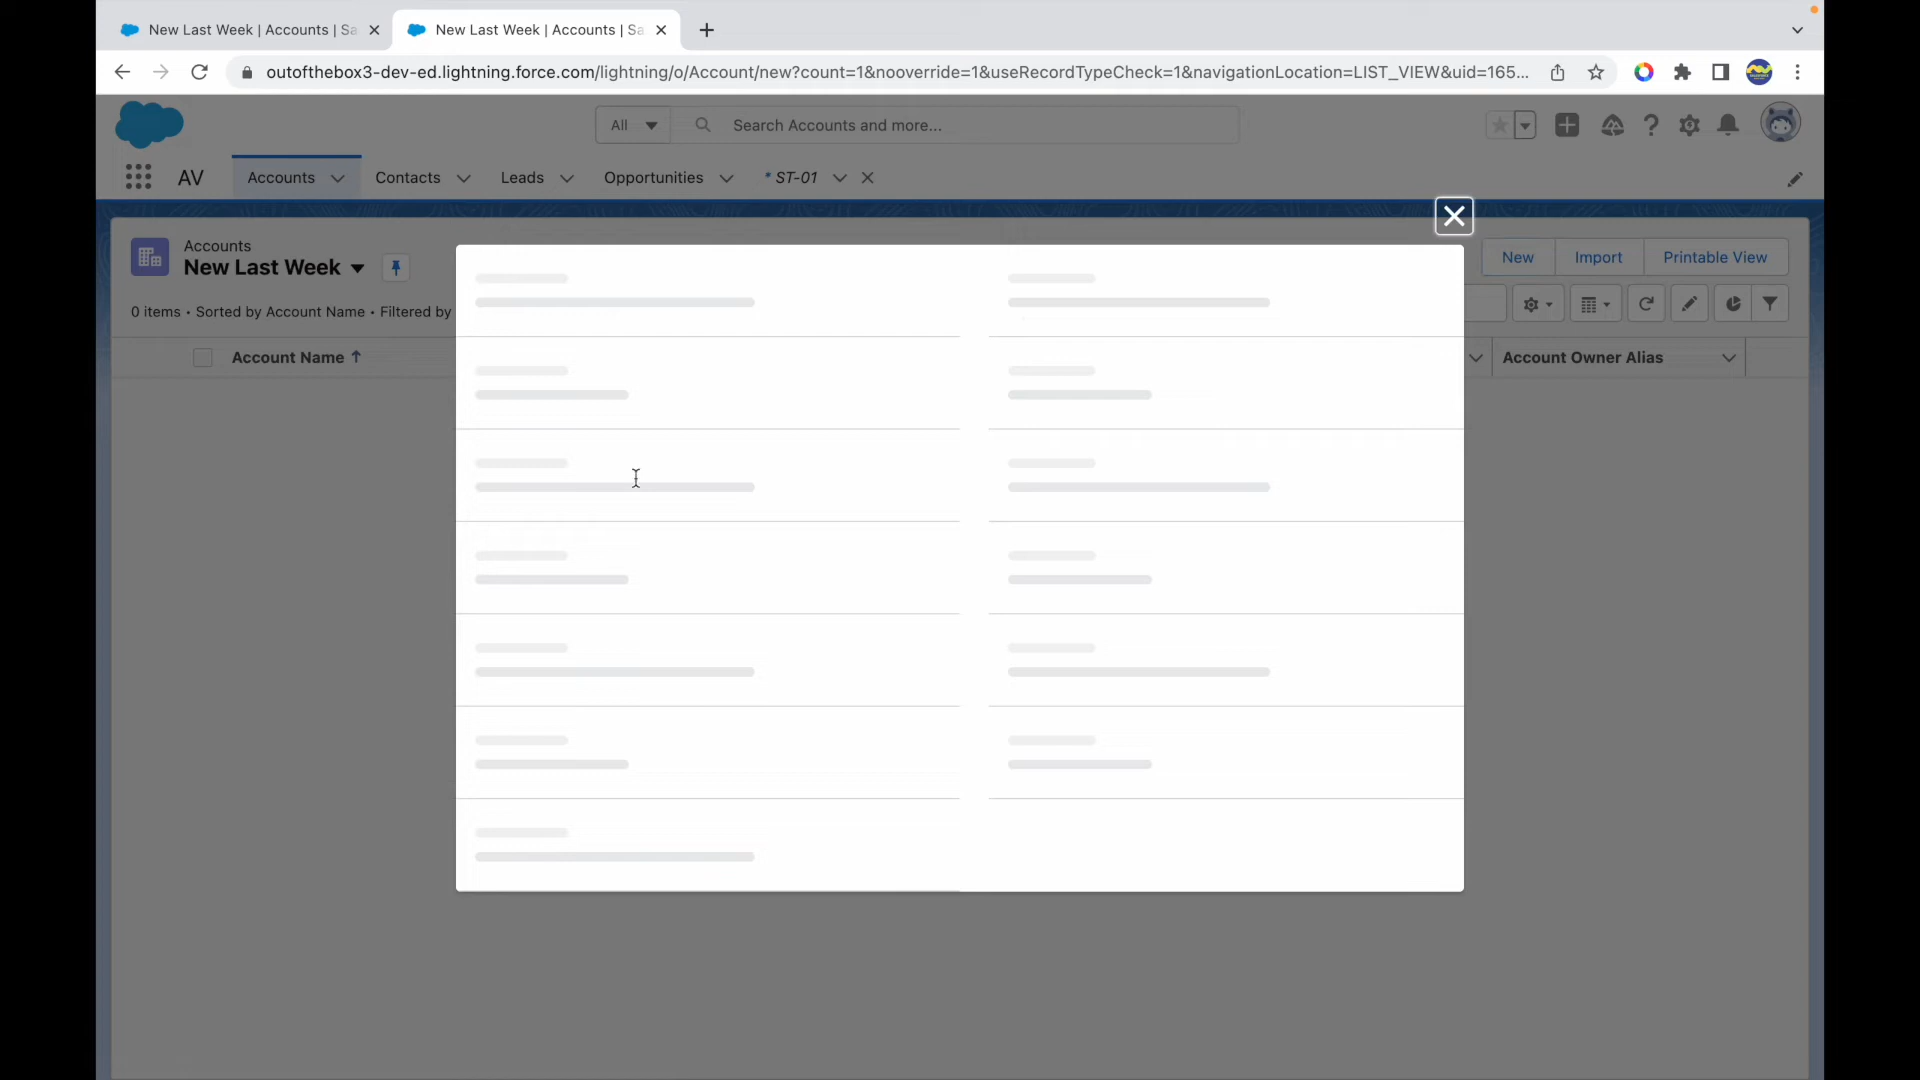 New Last Week | Accounts | Sa
New Last Week | Accounts | Sa
outofthebox3-dev-ed.lightning.force.com/lightning/o/Account/new?count=1&nooverride=1&useRecordTypeCheck=1&navigationLocation=LIST_VIEW&uid=165...
All
Search Accounts and more...
AV
Accounts
Contacts
Leads
Opportunities
* ST-01
Accounts
New Last Week
New
Import
Printable View
0 items • Sorted by Account Name • Filtered by
Account Name
Account Owner Alias